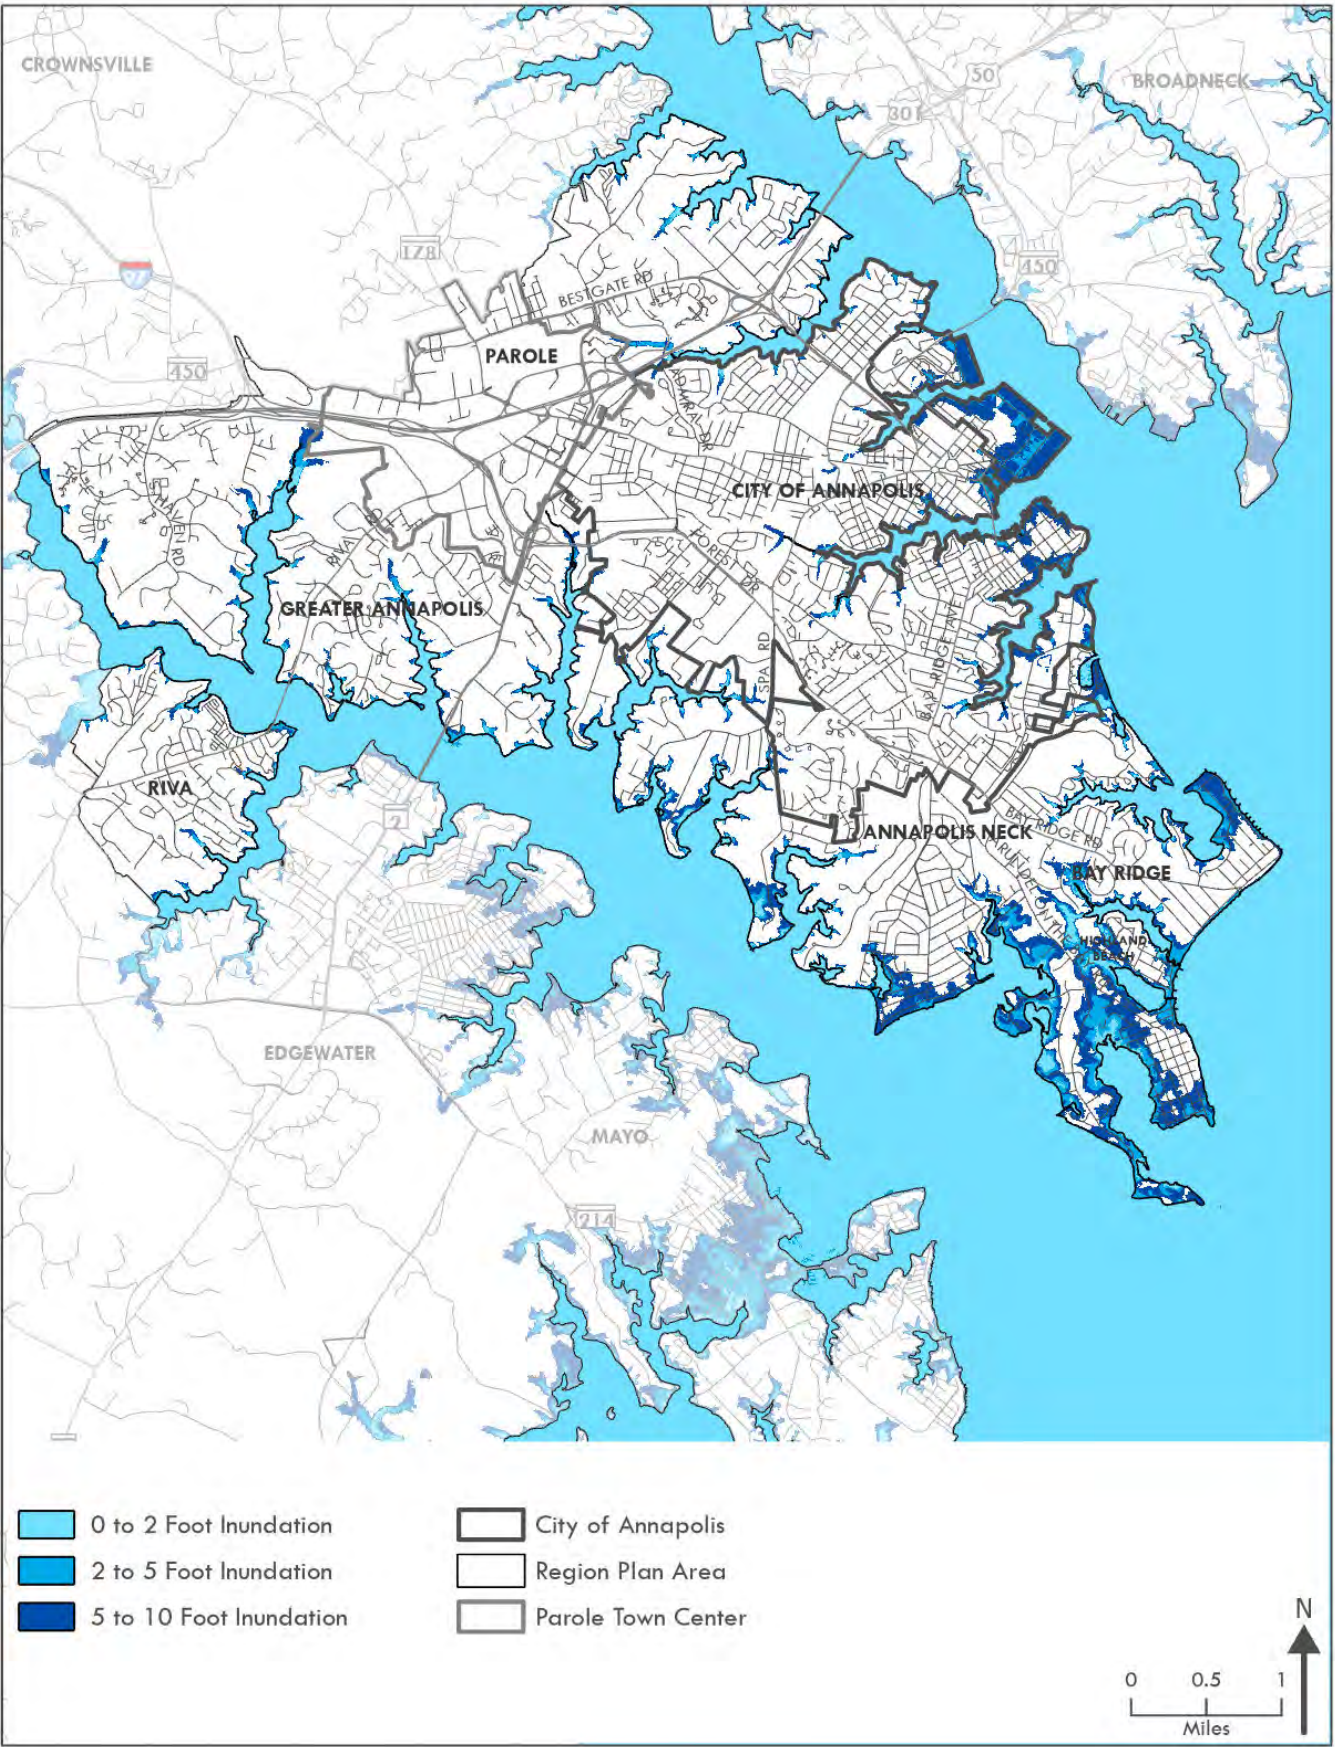 CROWNSVILLE
50
BROADNECK
301
178
97
450
BESTGATE RD
PAROLE
450
ADMIRAL DR
CITY OF ANNAPOLIS
S HAVEN RD
RIVA
FOREST DR
GREATER ANNAPOLIS
BAY RIDGE AVE
SPA RD
RIVA
2
BAY RIDGE RD
ANNAPOLIS NECK
BAY RIDGE
HIGHLAND
BEACH
EDGEWATER
MAYO
214
0 to 2 Foot Inundation
2 to 5 Foot Inundation
5 to 10 Foot Inundation
City of Annapolis
Region Plan Area
Parole Town Center
N
0 0.5 1
Miles